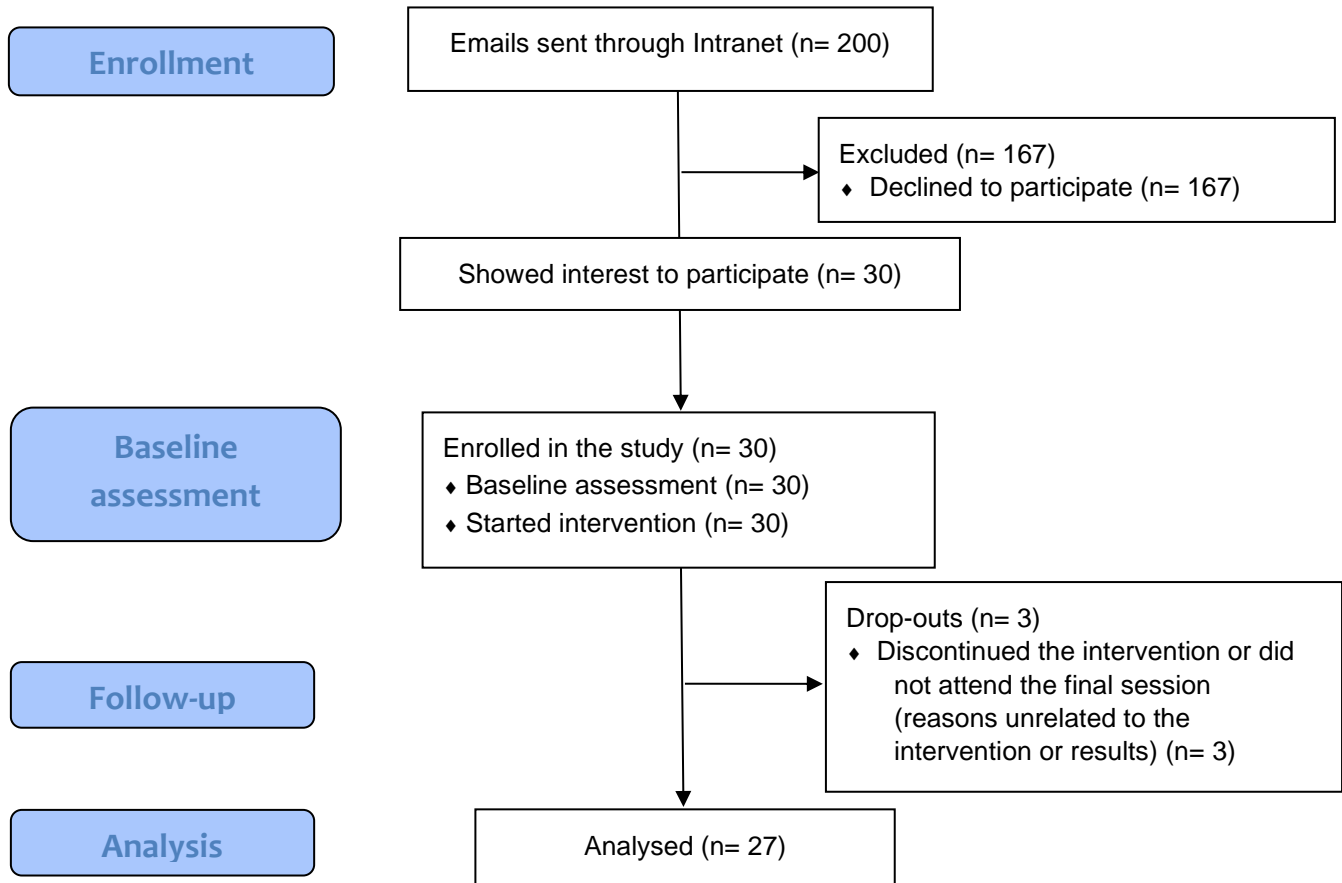 Enrollment
Emails sent through Intranet (n= 200)
Excluded (n= 167)
♦ Declined to participate (n= 167)
Showed interest to participate (n= 30)
Baseline
assessment
Enrolled in the study (n= 30)
♦ Baseline assessment (n= 30)
♦ Started intervention (n= 30)
Follow-up
Drop-outs (n= 3)
♦ Discontinued the intervention or did
not attend the final session
(reasons unrelated to the
intervention or results) (n= 3)
Analysis
Analysed (n= 27)